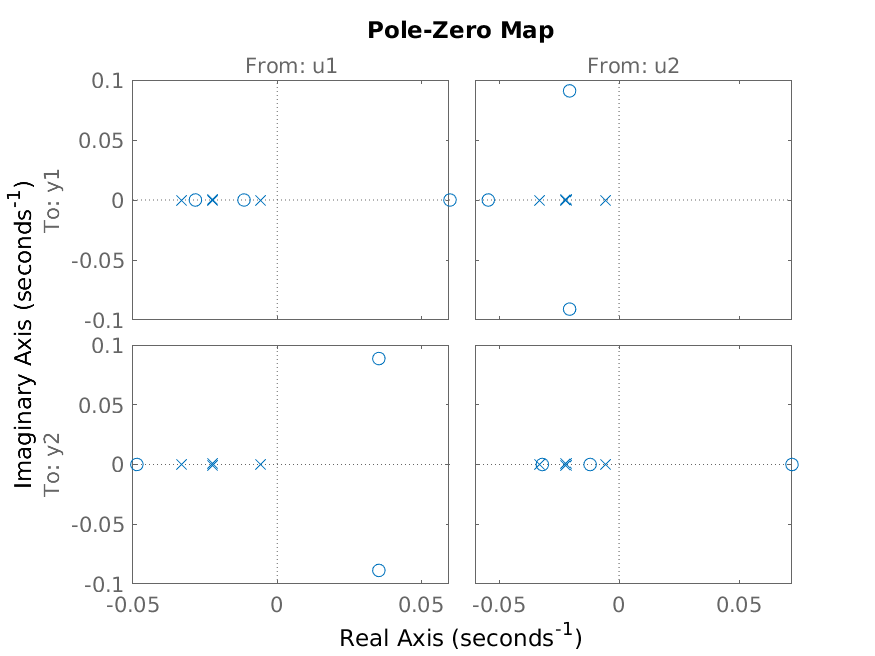 Pole-Zero Map
From: u1
From: u2
Imaginary Axis (seconds⁻¹)
To: y1
0.1
0.05
0
-0.05
-0.1
To: y2
0.1
0.05
0
-0.05
-0.1
-0.05 0 0.05
-0.05 0 0.05
Real Axis (seconds⁻¹)